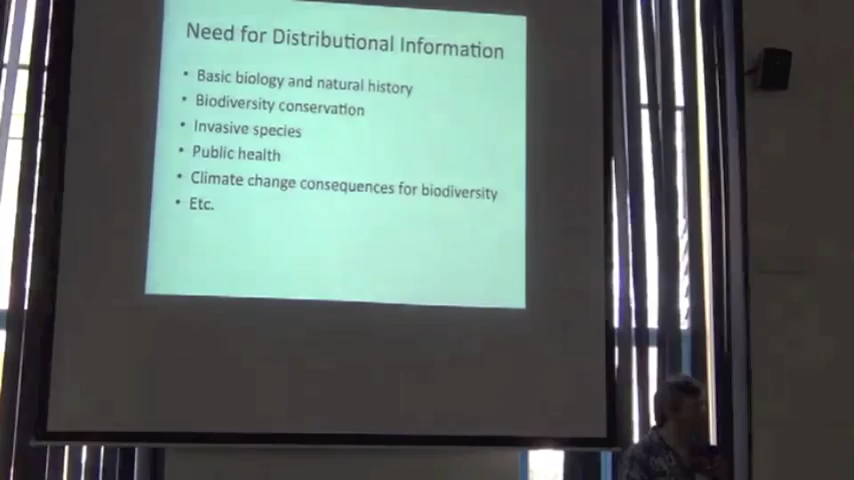 Need for Distributional Information
• Basic biology and natural history
• Biodiversity conservation
• Invasive species
• Public health
• Climate change consequences for biodiversity
• Etc.